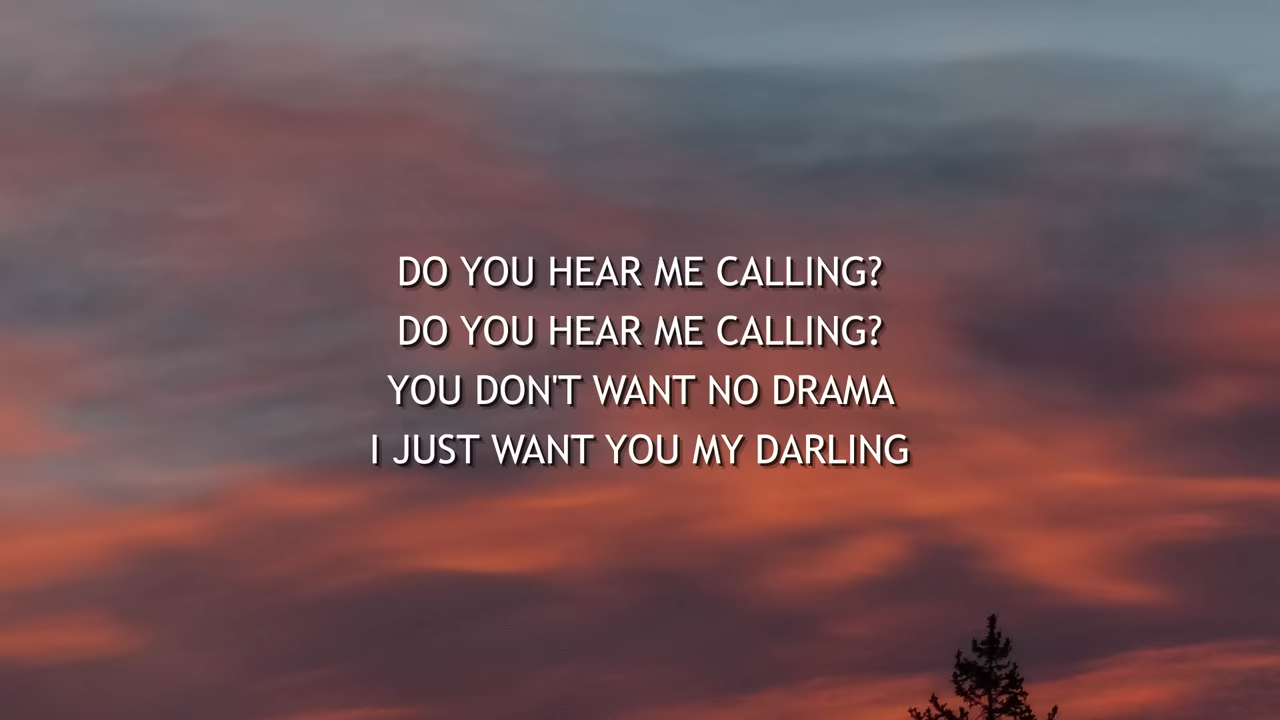 DO YOU HEAR ME CALLING?
DO YOU HEAR ME CALLING?
YOU DON'T WANT NO DRAMA
I JUST WANT YOU MY DARLING